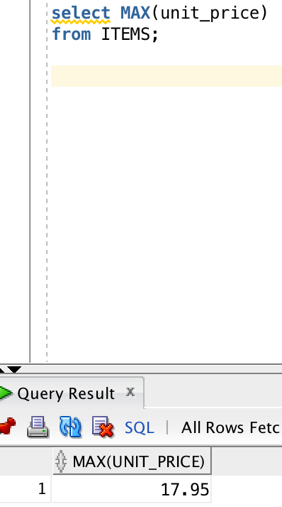 select MAX(unit_price)
from ITEMS;
Query Result x
SQL | All Rows Fetc
MAX(UNIT_PRICE)
1 17.95